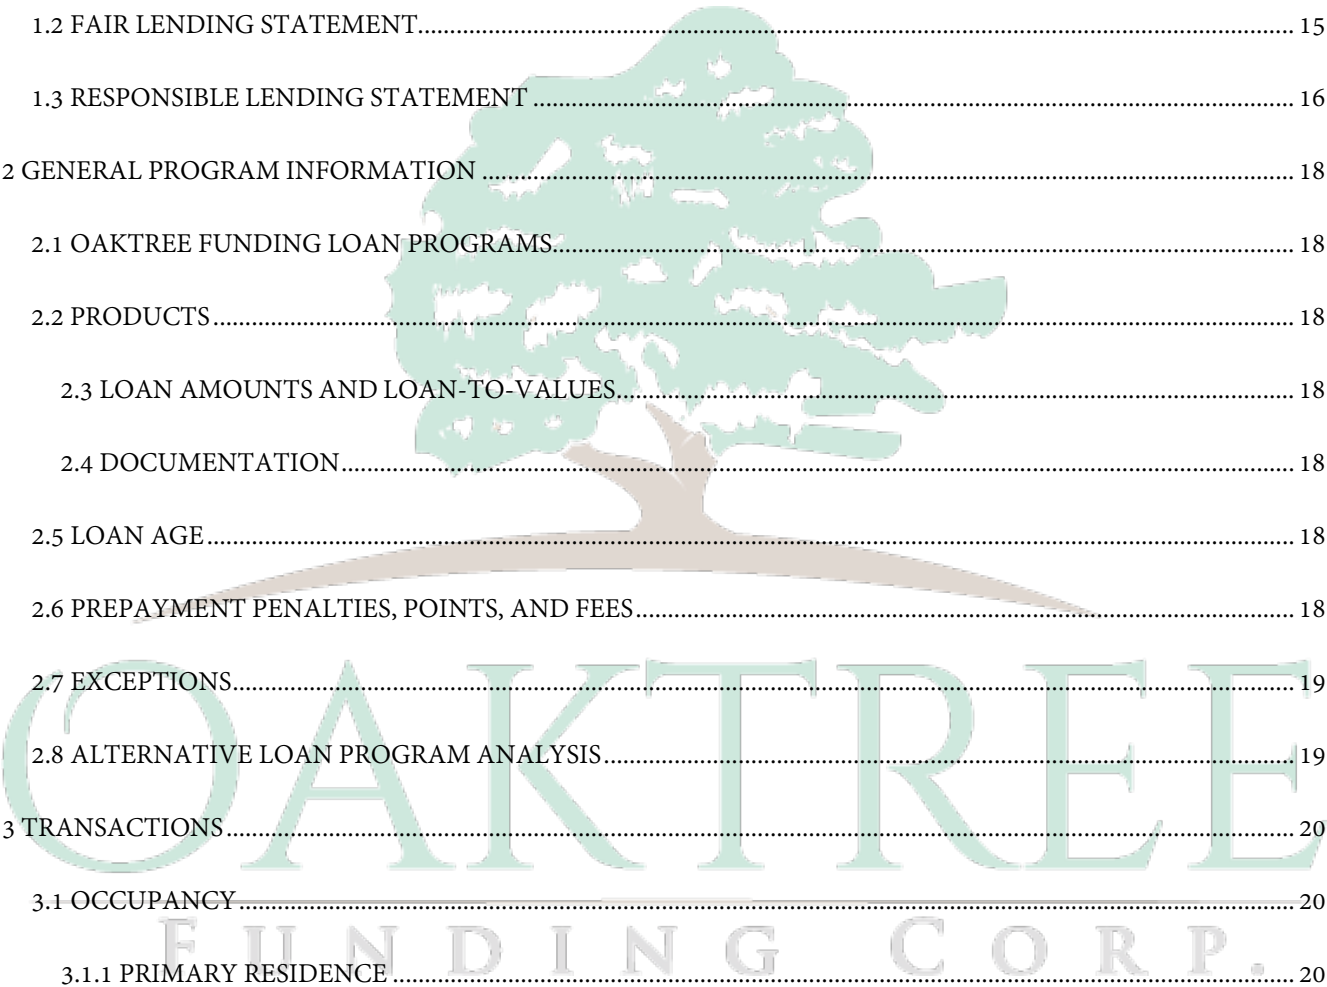 1.2 FAIR LENDING STATEMENT.......... 15
1.3 RESPONSIBLE LENDING STATEMENT .......... 16
2 GENERAL PROGRAM INFORMATION .......... 18
2.1 OAKTREE FUNDING LOAN PROGRAMS.......... 18
2.2 PRODUCTS .......... 18
2.3 LOAN AMOUNTS AND LOAN-TO-VALUES.......... 18
2.4 DOCUMENTATION.......... 18
2.5 LOAN AGE .......... 18
2.6 PREPAYMENT PENALTIES, POINTS, AND FEES.......... 18
2.7 EXCEPTIONS.......... 19
2.8 ALTERNATIVE LOAN PROGRAM ANALYSIS .......... 19
3 TRANSACTIONS .......... 20
3.1 OCCUPANCY .......... 20
3.1.1 PRIMARY RESIDENCE .......... 20
OAKTREE
FUNDING CORP.